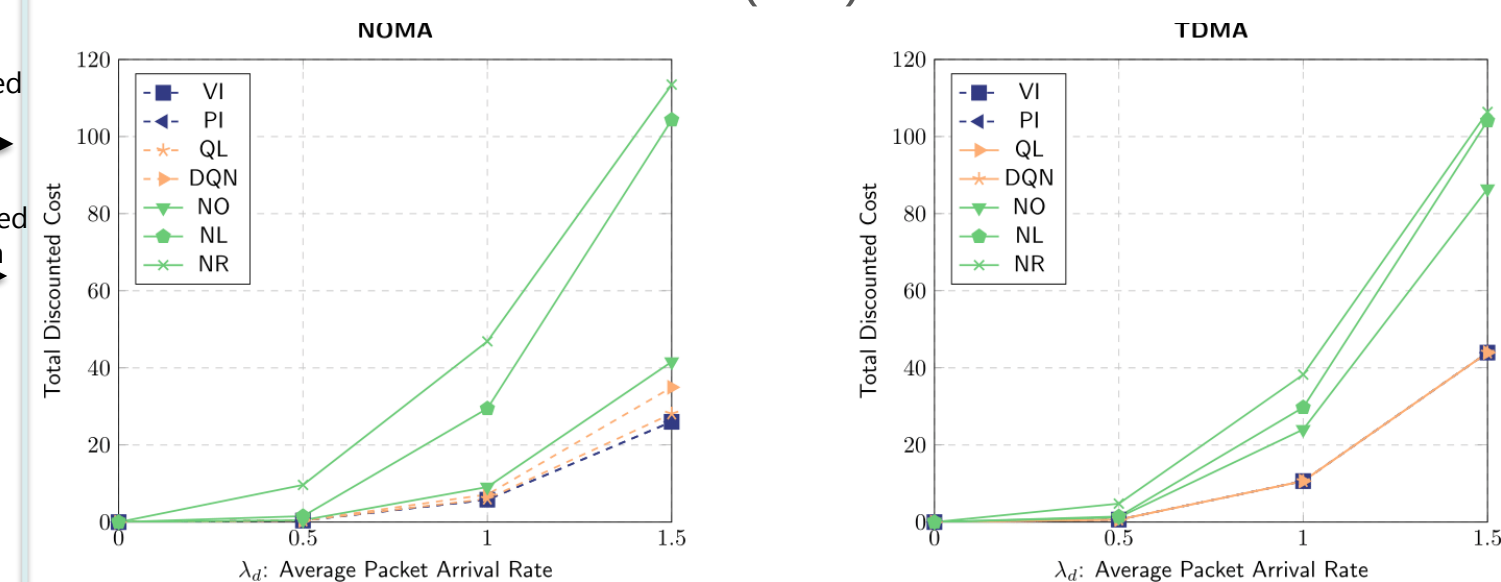 ed
ed
NOMA
120
100
80
60
40
20
0
0 0.5 1 1.5
Total Discounted Cost
λd: Average Packet Arrival Rate
VI
PI
QL
DQN
NO
NL
NR
TDMA
120
100
80
60
40
20
0
0 0.5 1 1.5
Total Discounted Cost
λd: Average Packet Arrival Rate
VI
PI
QL
DQN
NO
NL
NR